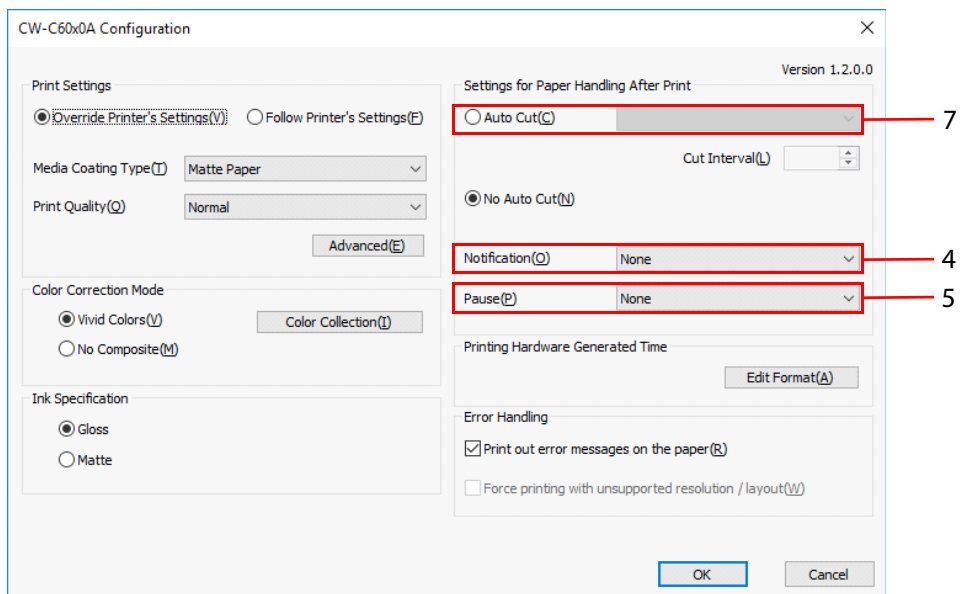 CW-C60x0A Configuration
Version 1.2.0.0
Print Settings
Override Printer's Settings(V) Follow Printer's Settings(F)
Media Coating Type(T) Matte Paper
Print Quality(Q) Normal
Advanced(E)
Color Correction Mode
Vivid Colors(V) Color Collection(I)
No Composite(M)
Ink Specification
Gloss
Matte
Settings for Paper Handling After Print
Auto Cut(C) 7
Cut Interval(L)
No Auto Cut(N)
Notification(O) None 4
Pause(P) None 5
Printing Hardware Generated Time
Edit Format(A)
Error Handling
Print out error messages on the paper(R)
Force printing with unsupported resolution / layout(W)
OK Cancel